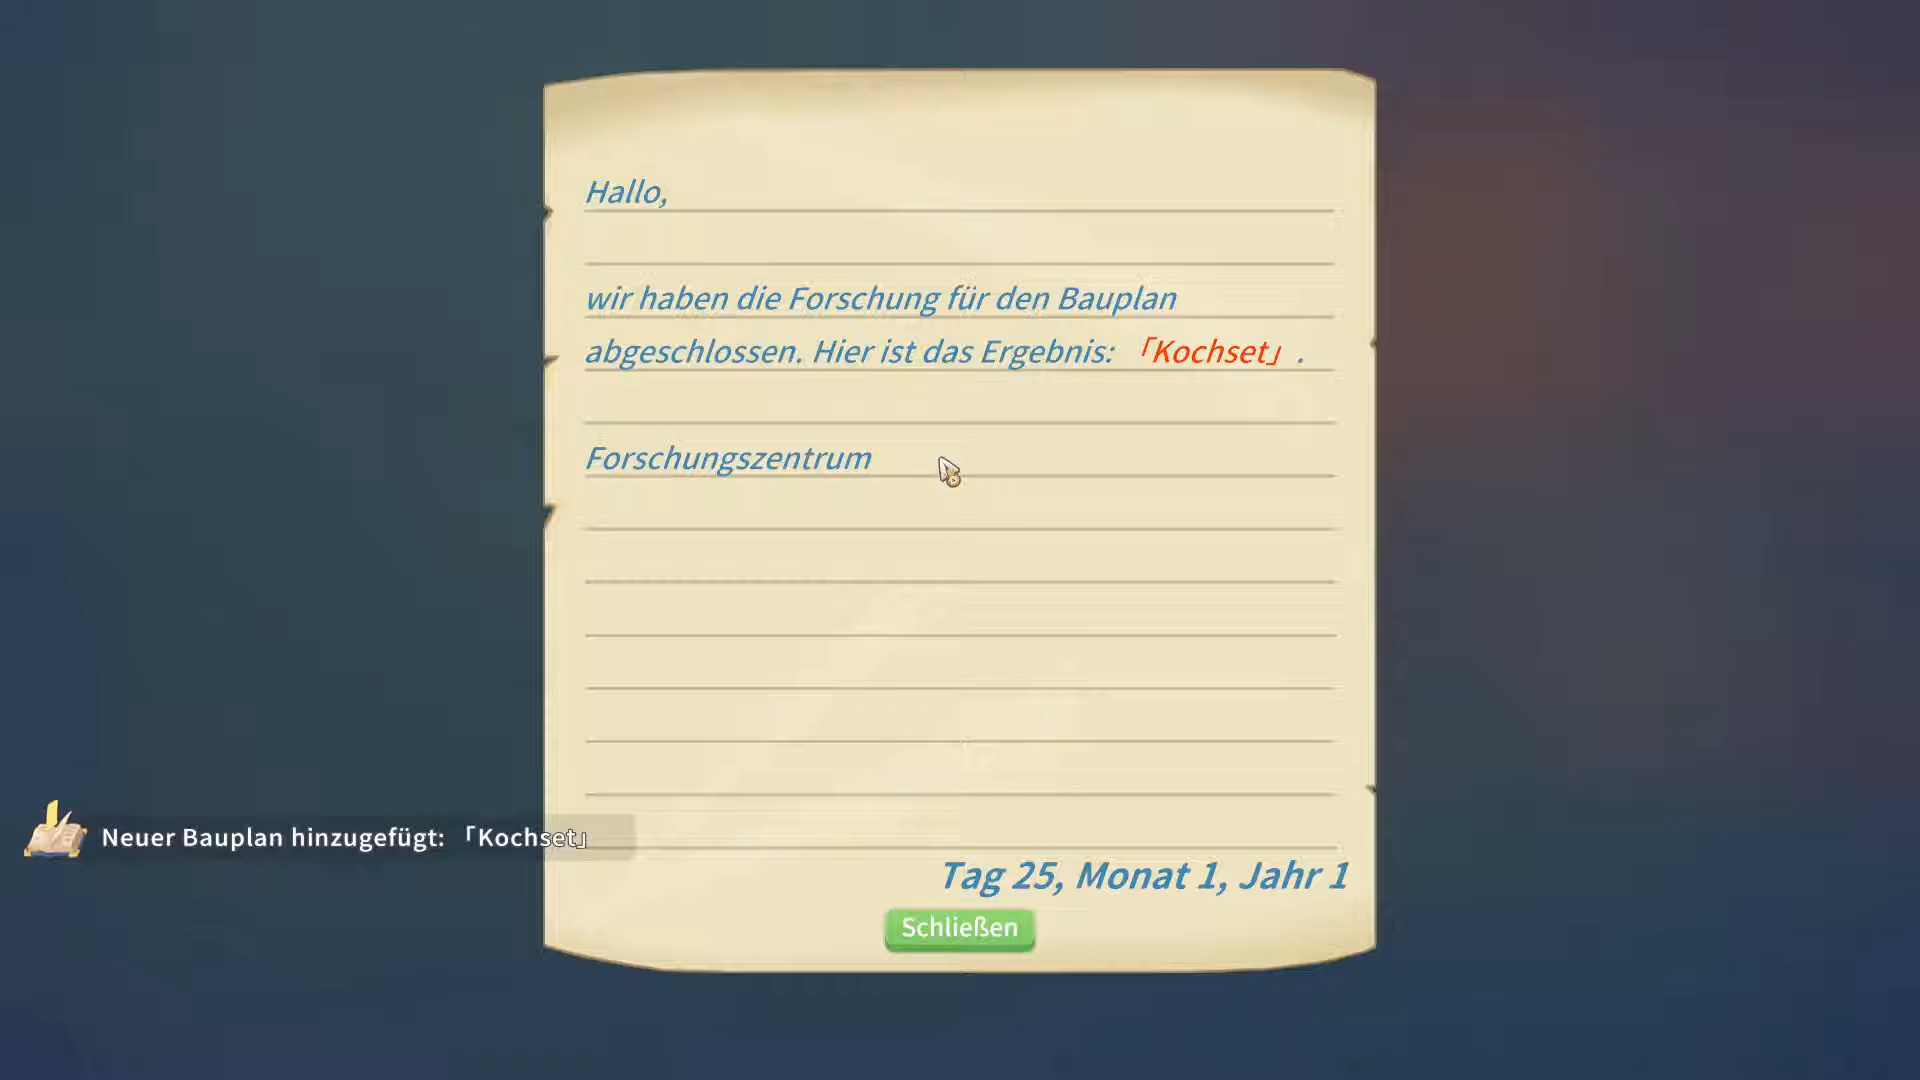 Hallo,
wir haben die Forschung für den Bauplan
abgeschlossen. Hier ist das Ergebnis: 「Kochset」.
Forschungszentrum
Neuer Bauplan hinzugefügt: 「Kochset」
Tag 25, Monat 1, Jahr 1
Schließen